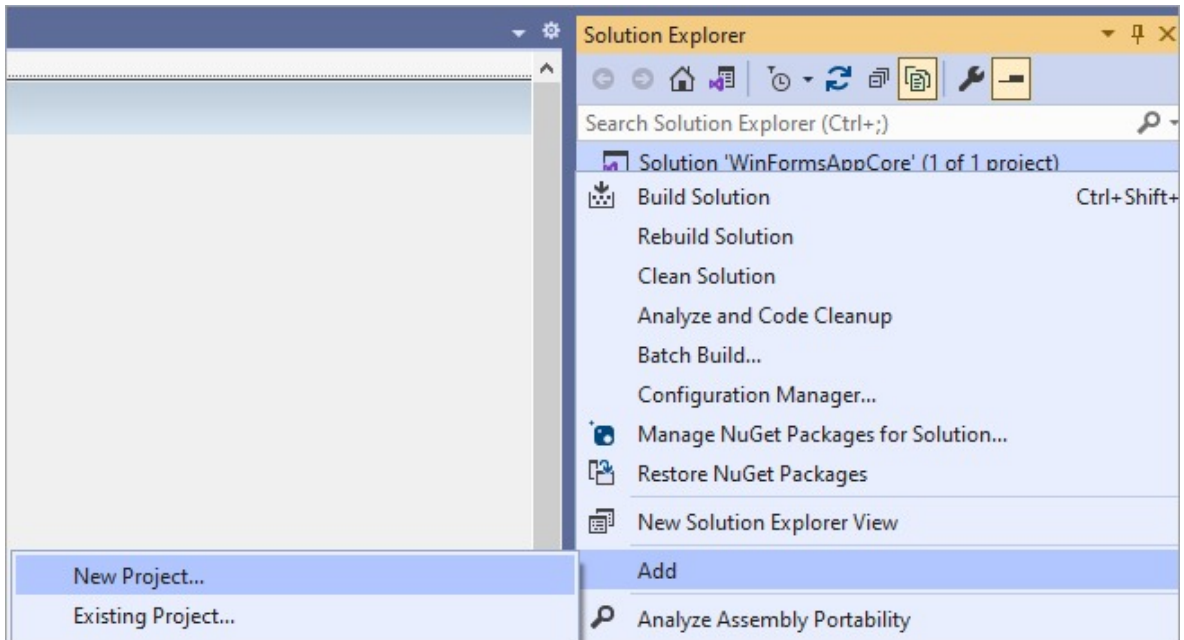 Solution Explorer
Search Solution Explorer (Ctrl+;)
Solution 'WinFormsAppCore' (1 of 1 project)
Build Solution Ctrl+Shift+
Rebuild Solution
Clean Solution
Analyze and Code Cleanup
Batch Build...
Configuration Manager...
Manage NuGet Packages for Solution...
Restore NuGet Packages
New Solution Explorer View
Add
New Project...
Existing Project...
Analyze Assembly Portability